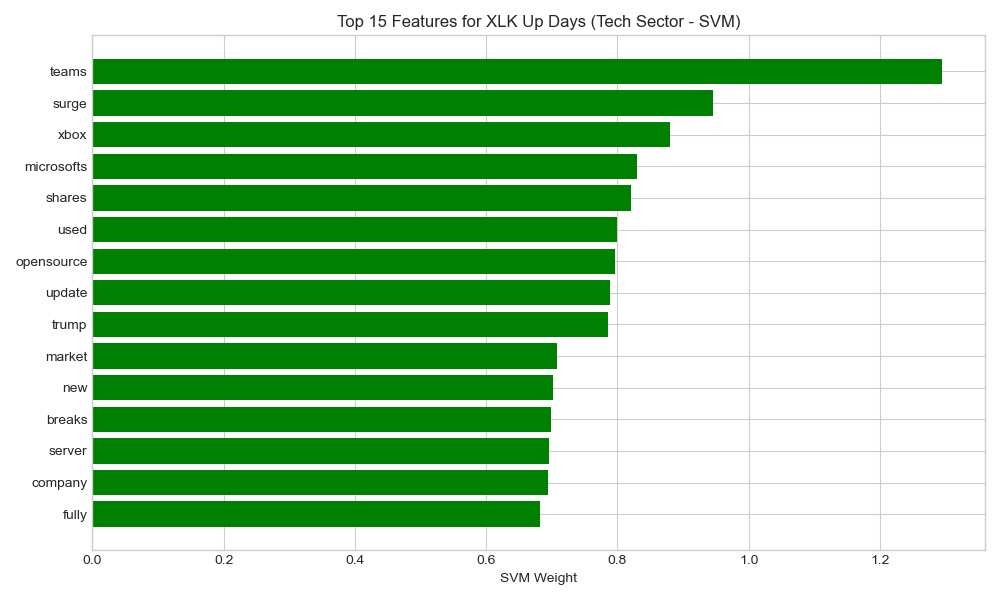 Top 15 Features for XLK Up Days (Tech Sector - SVM)
teams
surge
xbox
microsofts
shares
used
opensource
update
trump
market
new
breaks
server
company
fully
0.0 0.2 0.4 0.6 0.8 1.0 1.2
SVM Weight